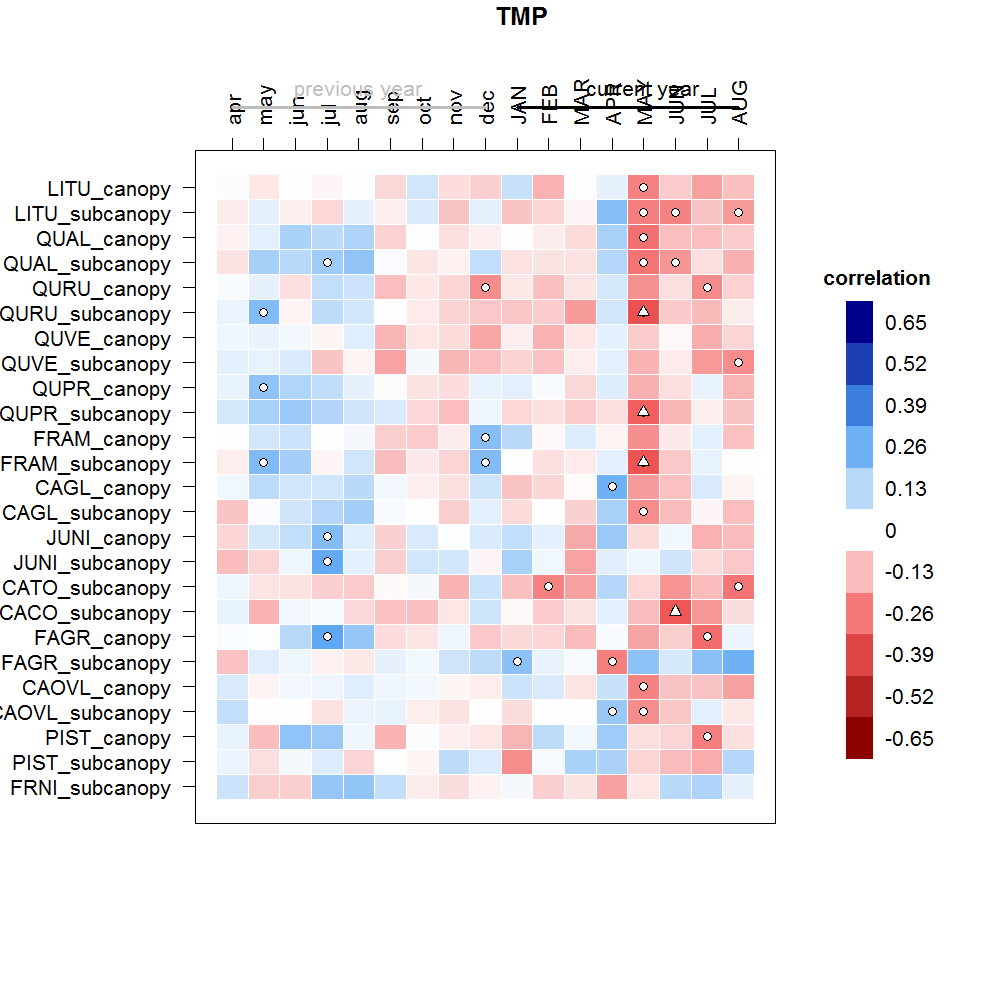 TMP
previous year
current year
apr may jun jul aug sep oct nov dec JAN FEB MAR APR MAY JUN JUL AUG
LITU_canopy
LITU_subcanopy
QUAL_canopy
QUAL_subcanopy
QURU_canopy
QURU_subcanopy
QUVE_canopy
QUVE_subcanopy
QUPR_canopy
QUPR_subcanopy
FRAM_canopy
FRAM_subcanopy
CAGL_canopy
CAGL_subcanopy
JUNI_canopy
JUNI_subcanopy
CATO_subcanopy
CACO_subcanopy
FAGR_canopy
FAGR_subcanopy
CAOVL_canopy
CAOVL_subcanopy
PIST_canopy
PIST_subcanopy
FRNI_subcanopy
correlation
0.65
0.52
0.39
0.26
0.13
0
-0.13
-0.26
-0.39
-0.52
-0.65